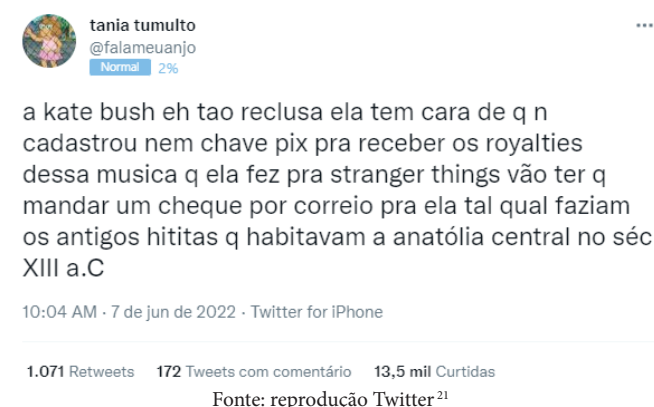 tania tumulto
@falameuanjo
Normal 2%
a kate bush eh tao reclusa ela tem cara de q n
cadastrou nem chave pix pra receber os royalties
dessa musica q ela fez pra stranger things vão ter q
mandar um cheque por correio pra ela tal qual faziam
os antigos hititas q habitavam a anatólia central no séc
XIII a.C
10:04 AM · 7 de jun de 2022 · Twitter for iPhone
1.071 Retweets 172 Tweets com comentário 13,5 mil Curtidas
Fonte: reprodução Twitter 21